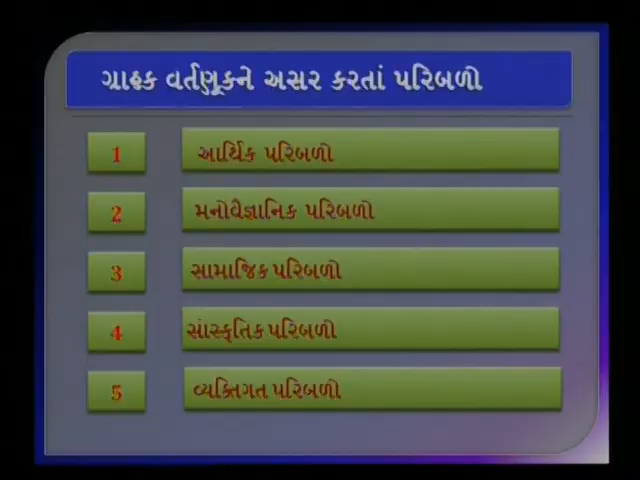 ગ્રાહક વર્તણૂકને અસર કરતાં પરિબળો
1 આર્થિક પરિબળો
2 મનોવૈજ્ઞાનિક પરિબળો
3 સામાજિક પરિબળો
4 સાંસ્કૃતિક પરિબળો
5 વ્યક્તિગત પરિબળો